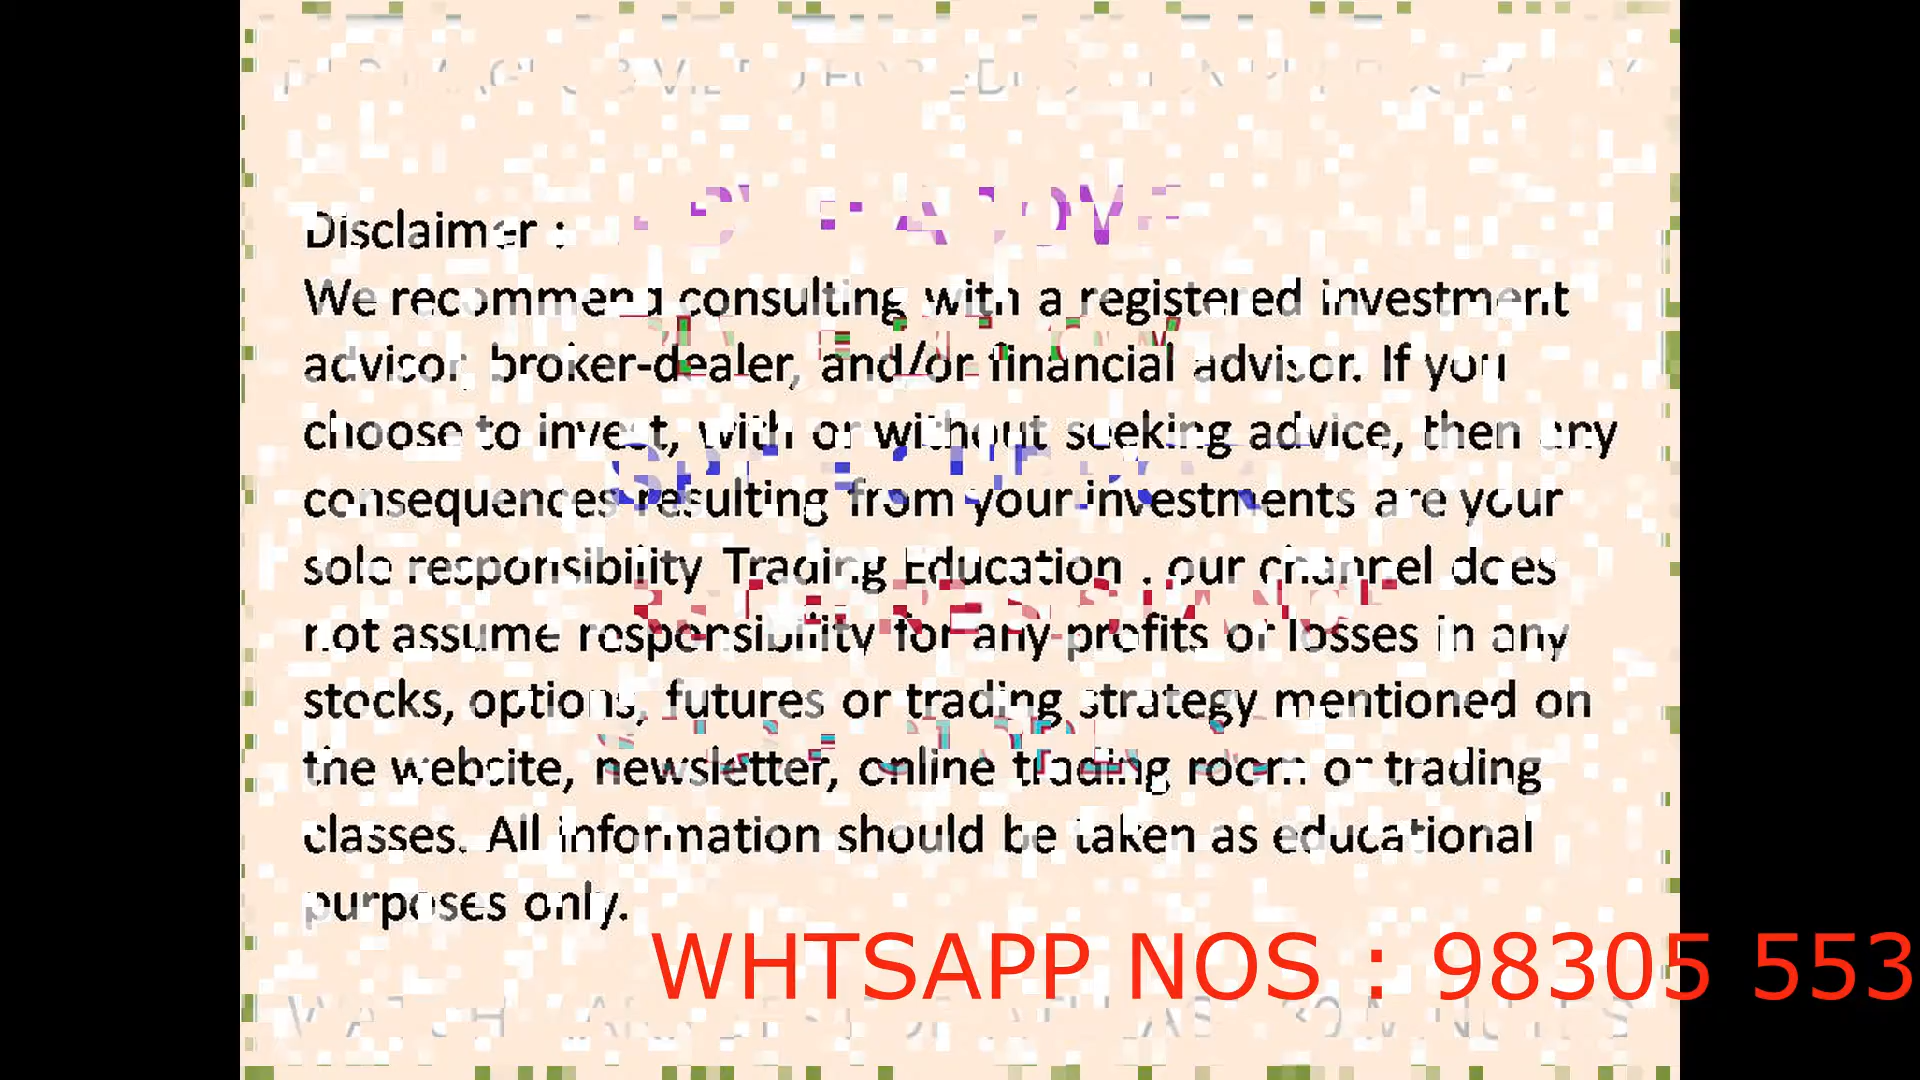 Disclaimer :
We recommend consulting with a registered investment
advisor, broker-dealer, and/or financial advisor. If you
choose to invest, with or without seeking advice, then any
consequences resulting from your investments are your
sole responsibility Trading Education . our channel does
not assume responsibility for any profits or losses in any
stocks, options, futures or trading strategy mentioned on
the website, newsletter, online trading room or trading
classes. All information should be taken as educational
purposes only.
WHTSAPP NOS : 98305 553